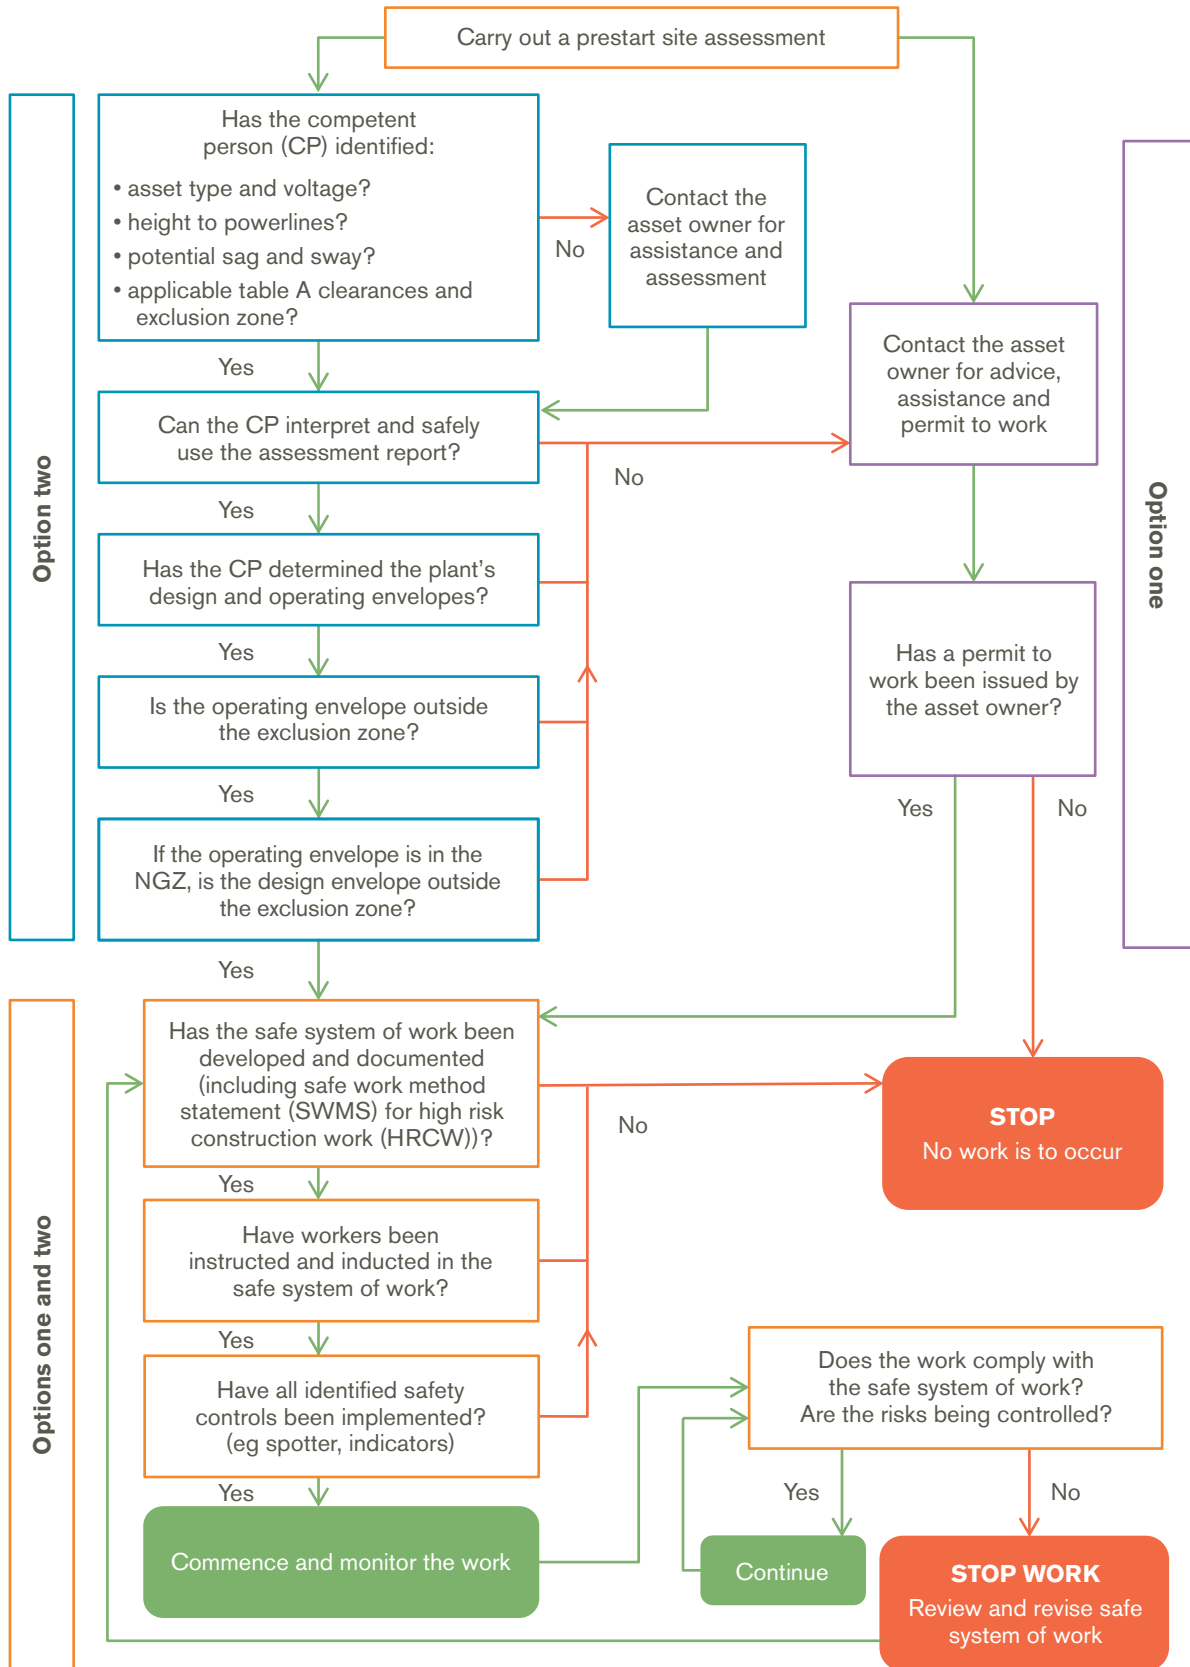 Carry out a prestart site assessment
Option two
Has the competent
person (CP) identified:
• asset type and voltage?
• height to powerlines?
• potential sag and sway?
• applicable table A clearances and
exclusion zone?
No
Contact the
asset owner for
assistance and
assessment
Yes
Can the CP interpret and safely
use the assessment report?
No
Yes
Has the CP determined the plant's
design and operating envelopes?
Yes
Is the operating envelope outside
the exclusion zone?
Yes
If the operating envelope is in the
NGZ, is the design envelope outside
the exclusion zone?
Yes
Option one
Contact the asset
owner for advice,
assistance and
permit to work
Has a permit to
work been issued by
the asset owner?
Yes
No
Options one and two
Has the safe system of work been
developed and documented
(including safe work method
statement (SWMS) for high risk
construction work (HRCW))?
No
STOP
No work is to occur
Yes
Have workers been
instructed and inducted in the
safe system of work?
Yes
Have all identified safety
controls been implemented?
(eg spotter, indicators)
Yes
Commence and monitor the work
Does the work comply with
the safe system of work?
Are the risks being controlled?
Yes
No
Continue
STOP WORK
Review and revise safe
system of work